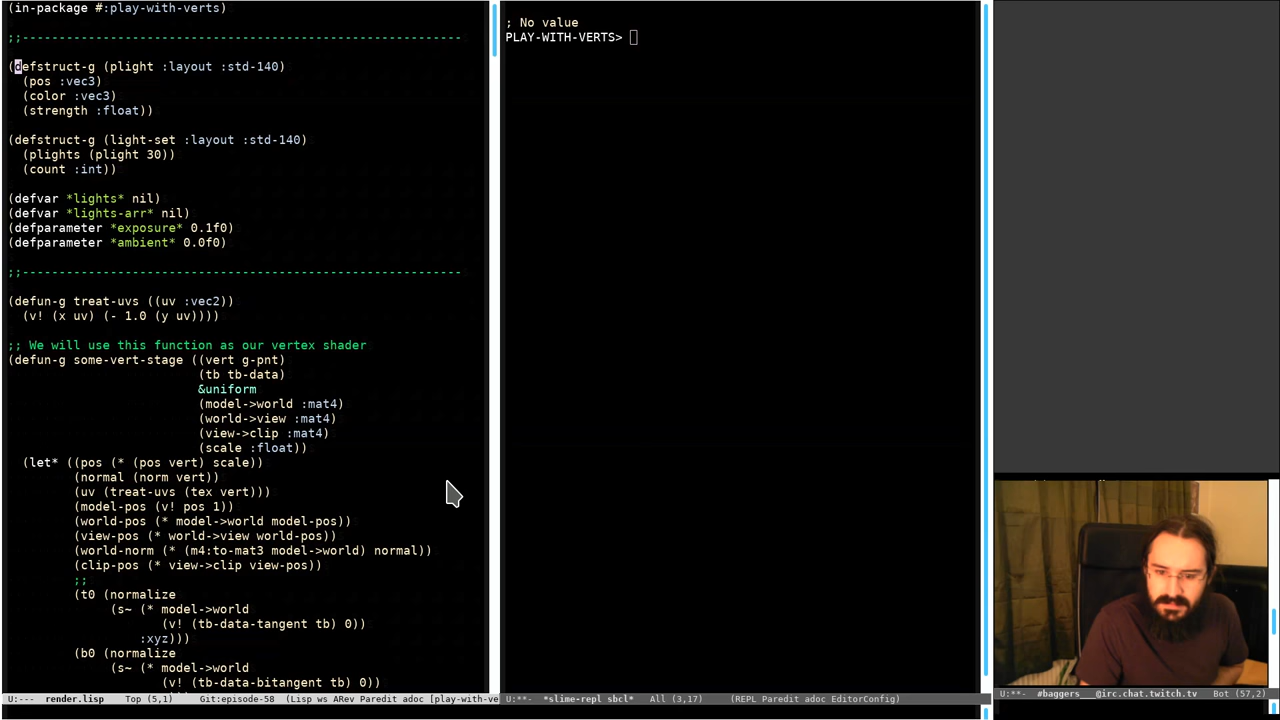 (in-package #:play-with-verts)
;;------------------------------------------------------------
(defstruct-g (plight :layout :std-140)
  (pos :vec3)
  (color :vec3)
  (strength :float))
(defstruct-g (light-set :layout :std-140)
  (plights (plight 30))
  (count :int))
(defvar *lights* nil)
(defvar *lights-arr* nil)
(defparameter *exposure* 0.1f0)
(defparameter *ambient* 0.0f0)
;;------------------------------------------------------------
(defun-g treat-uvs ((uv :vec2))
  (v! (x uv) (- 1.0 (y uv))))
;; We will use this function as our vertex shader
(defun-g some-vert-stage ((vert g-pnt)
                          (tb tb-data)
                          &uniform
                          (model->world :mat4)
                          (world->view :mat4)
                          (view->clip :mat4)
                          (scale :float))
  (let* ((pos (* (pos vert) scale))
         (normal (norm vert))
         (uv (treat-uvs (tex vert)))
         (model-pos (v! pos 1))
         (world-pos (* model->world model-pos))
         (view-pos (* world->view world-pos))
         (world-norm (* (m4:to-mat3 model->world) normal))
         (clip-pos (* view->clip view-pos))
         ;;
         (t0 (normalize
              (s~ (* model->world
                     (v! (tb-data-tangent tb) 0))
                  :xyz)))
         (b0 (normalize
              (s~ (* model->world
                     (v! (tb-data-bitangent tb) 0))
U:---  render.lisp   Top (5,1)   Git:episode-58  (Lisp ws ARev Paredit adoc [play-with-ve
; No value
PLAY-WITH-VERTS>
U:**-  *slime-repl sbcl*   All (3,17)   (REPL Paredit adoc EditorConfig)
U:**-  #baggers___@irc.chat.twitch.tv   Bot (57,2)